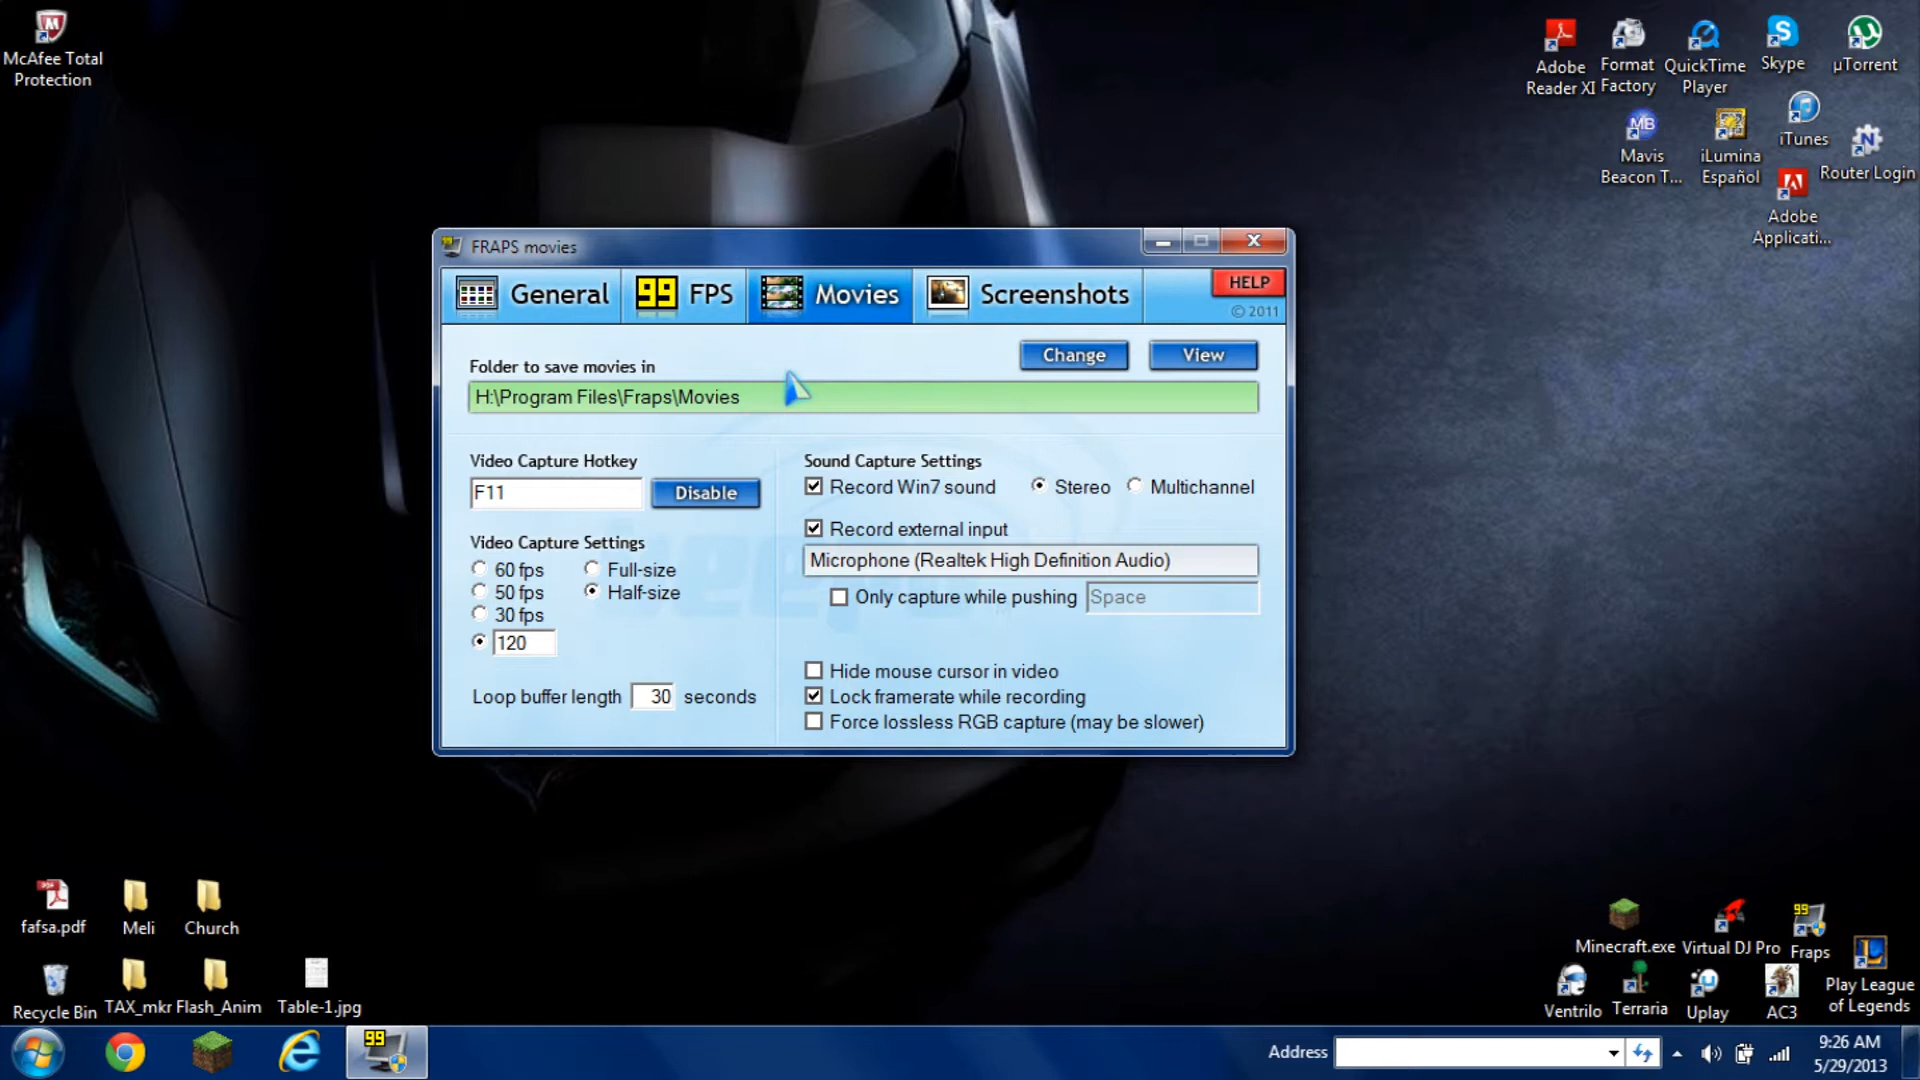 McAfee Total
Protection
Adobe
Reader XI
Format
Factory
QuickTime
Player
Skype
µTorrent
MB
Mavis
Beacon T...
iLumina
Español
iTunes
N
Router Login
Adobe
Applicati...
FRAPS movies
General
99 FPS
Movies
Screenshots
HELP
© 2011
Folder to save movies in
Change
View
H:\Program Files\Fraps\Movies
Video Capture Hotkey
F11
Disable
Video Capture Settings
60 fps
Full-size
50 fps
Half-size
30 fps
120
Loop buffer length 30 seconds
Sound Capture Settings
Record Win7 sound
Stereo
Multichannel
Record external input
Microphone (Realtek High Definition Audio)
Only capture while pushing Space
Hide mouse cursor in video
Lock framerate while recording
Force lossless RGB capture (may be slower)
fafsa.pdf
Meli
Church
Recycle Bin
TAX_mkr
Flash_Anim
Table-1.jpg
Minecraft.exe
Virtual DJ Pro
99
Fraps
Ventrilo
Terraria
Uplay
AC3
Play League
of Legends
99
Address
9:26 AM
5/29/2013